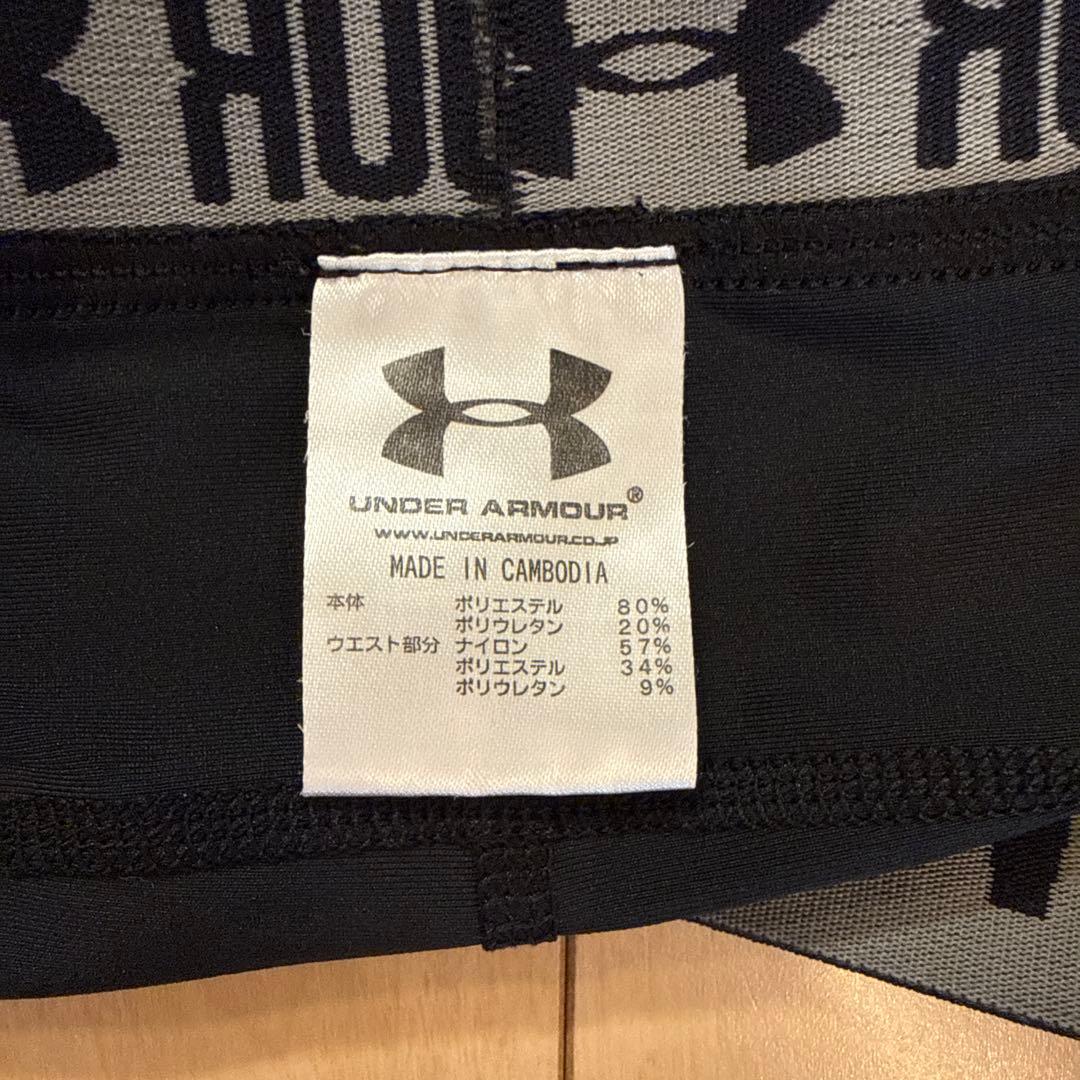 UNDER ARMOUR®
WWW.UNDERARMOUR.CO.JP
MADE IN CAMBODIA
本体 ポリエステル 80%
ポリウレタン 20%
ウエスト部分 ナイロン 57%
ポリエステル 34%
ポリウレタン 9%